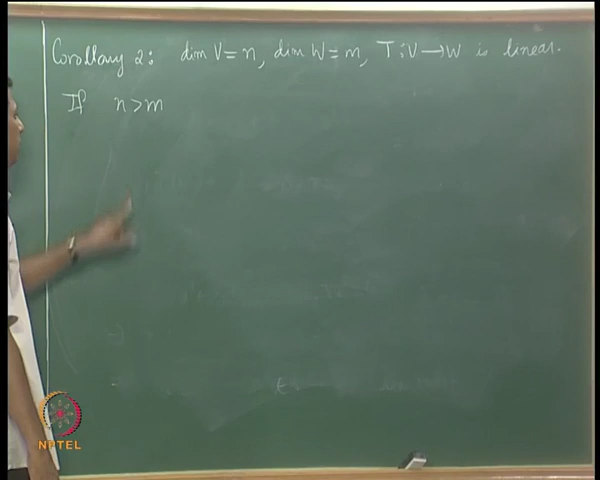 Corollary 2: dim V = n, dim W = m, T : V → W is linear.
If n > m
NPTEL